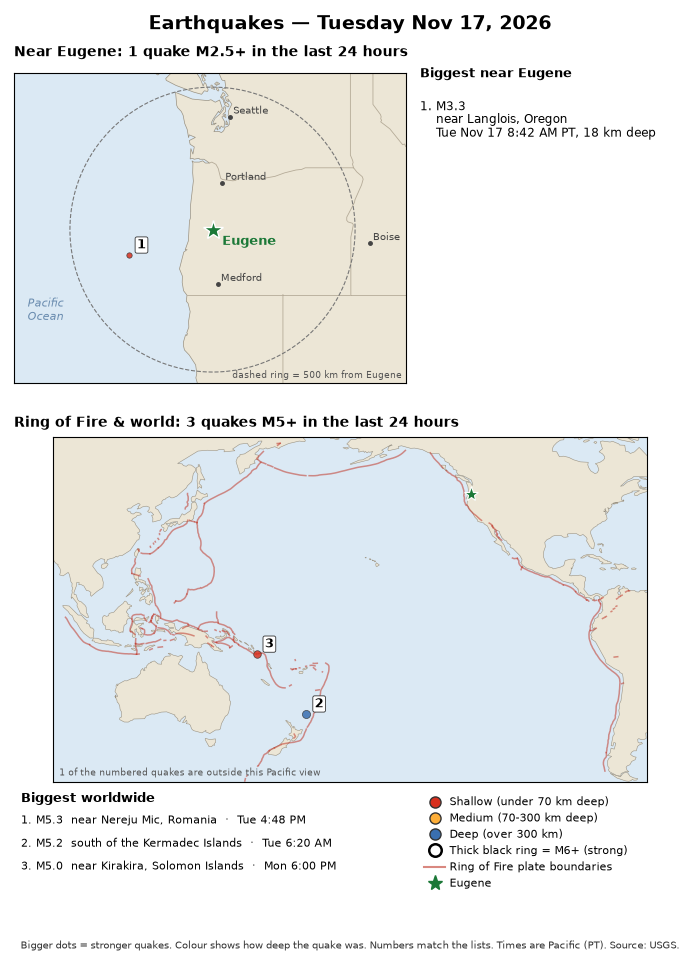 Earthquakes — Tuesday Nov 17, 2026
Near Eugene: 1 quake M2.5+ in the last 24 hours
Seattle
Portland
Eugene
1
Boise
Medford
Pacific
Ocean
dashed ring = 500 km from Eugene
Biggest near Eugene
1. M3.3
near Langlois, Oregon
Tue Nov 17 8:42 AM PT, 18 km deep
Ring of Fire & world: 3 quakes M5+ in the last 24 hours
3
2
1 of the numbered quakes are outside this Pacific view
Biggest worldwide
1. M5.3  near Nereju Mic, Romania  ·  Tue 4:48 PM
2. M5.2  south of the Kermadec Islands  ·  Tue 6:20 AM
3. M5.0  near Kirakira, Solomon Islands  ·  Mon 6:00 PM
Shallow (under 70 km deep)
Medium (70-300 km deep)
Deep (over 300 km)
Thick black ring = M6+ (strong)
Ring of Fire plate boundaries
Eugene
Bigger dots = stronger quakes. Colour shows how deep the quake was. Numbers match the lists. Times are Pacific (PT). Source: USGS.